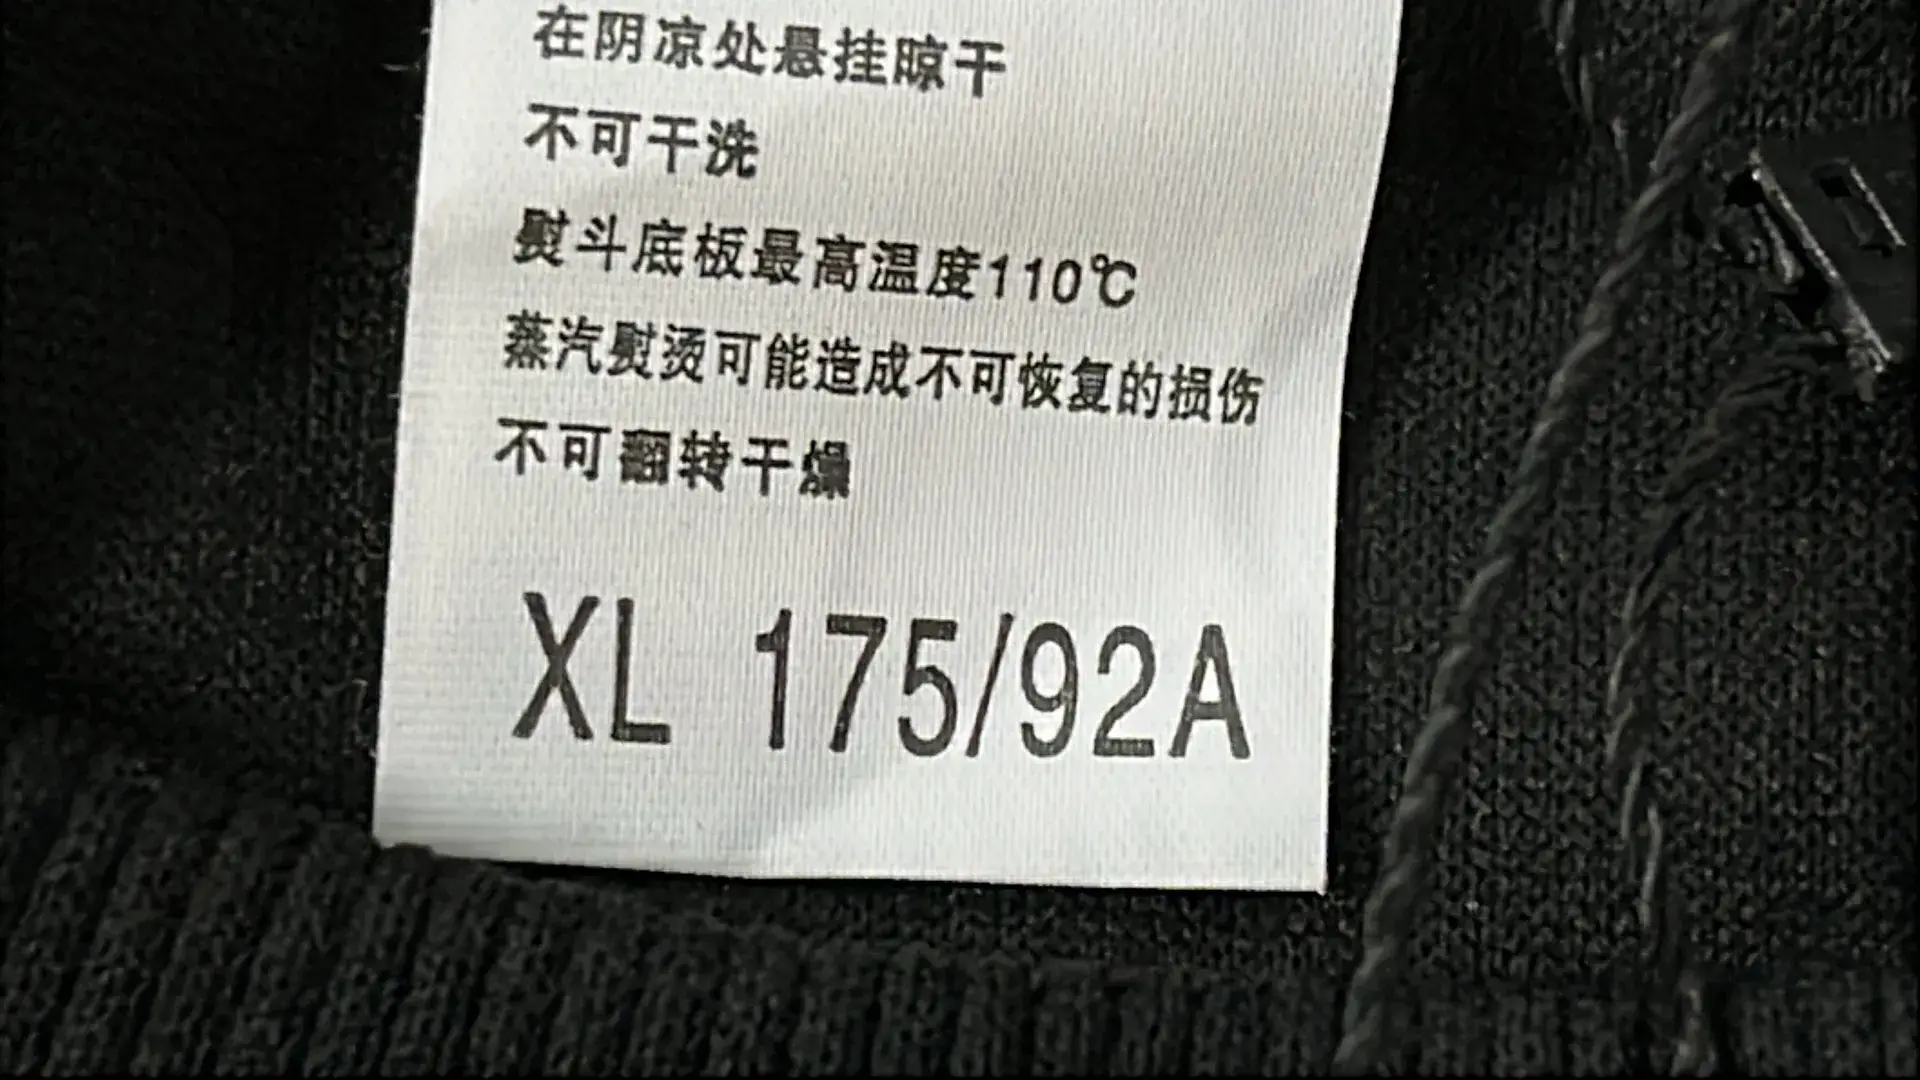 在阴凉处悬挂晾干
不可干洗
熨斗底板最高温度110℃
蒸汽熨烫可能造成不可恢复的损伤
不可翻转干燥
XL 175/92A